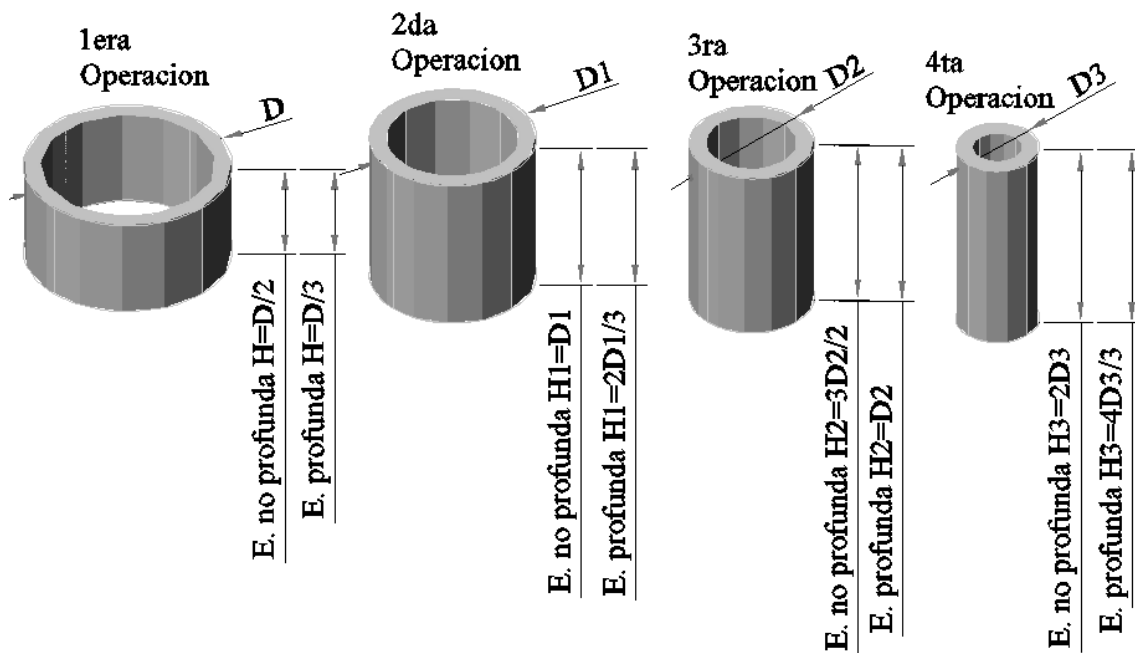 1era
Operacion
D
E. no profunda H=D/2
E. profunda H=D/3
2da
Operacion
D1
E. no profunda H1=D1
E. profunda H1=2D1/3
3ra
Operacion
D2
E. no profunda H2=3D2/2
E. profunda H2=D2
4ta
Operacion
D3
E. no profunda H3=2D3
E. profunda H3=4D3/3